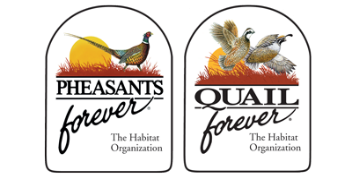 PHEASANTS
forever®
The Habitat
Organization
QUAIL
forever®
The Habitat
Organization